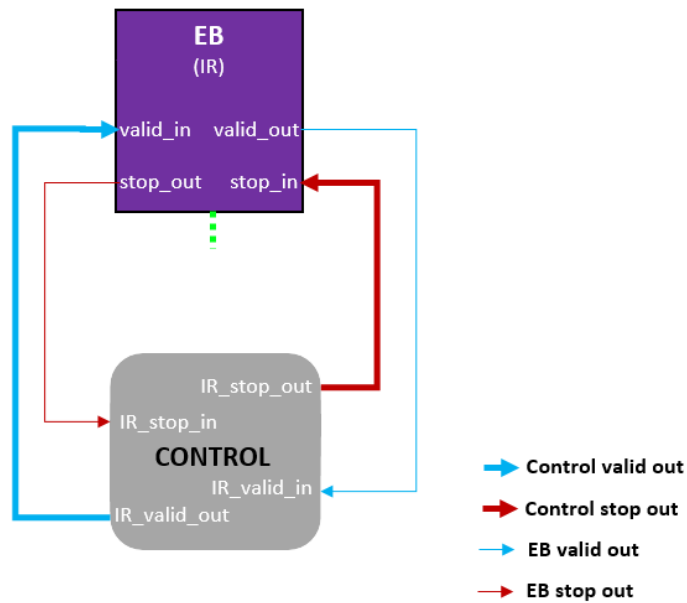 EB
(IR)
valid_in valid_out
stop_out stop_in
IR_stop_out
IR_stop_in
CONTROL
IR_valid_in
IR_valid_out
Control valid out
Control stop out
EB valid out
EB stop out